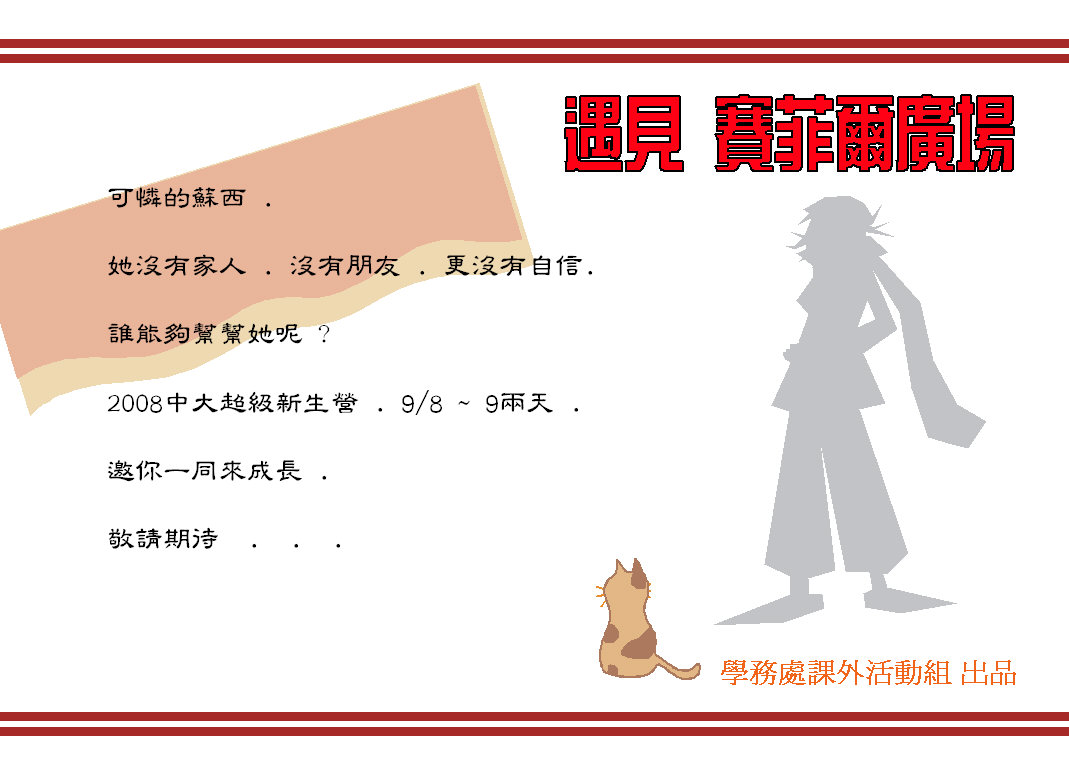 遇見 賽菲爾廣場
可憐的蘇西 .
她沒有家人 . 沒有朋友 . 更沒有自信.
誰能夠幫幫她呢 ?
2008中大超級新生營 . 9/8 ~ 9兩天 .
邀你一同來成長 .
敬請期待 . . .
學務處課外活動組 出品